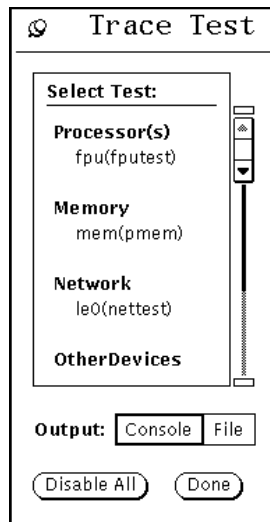 Trace Test
Select Test:
Processor(s)
fpu(fputest)
Memory
mem(pmem)
Network
le0(nettest)
OtherDevices
Output: Console File
Disable All Done